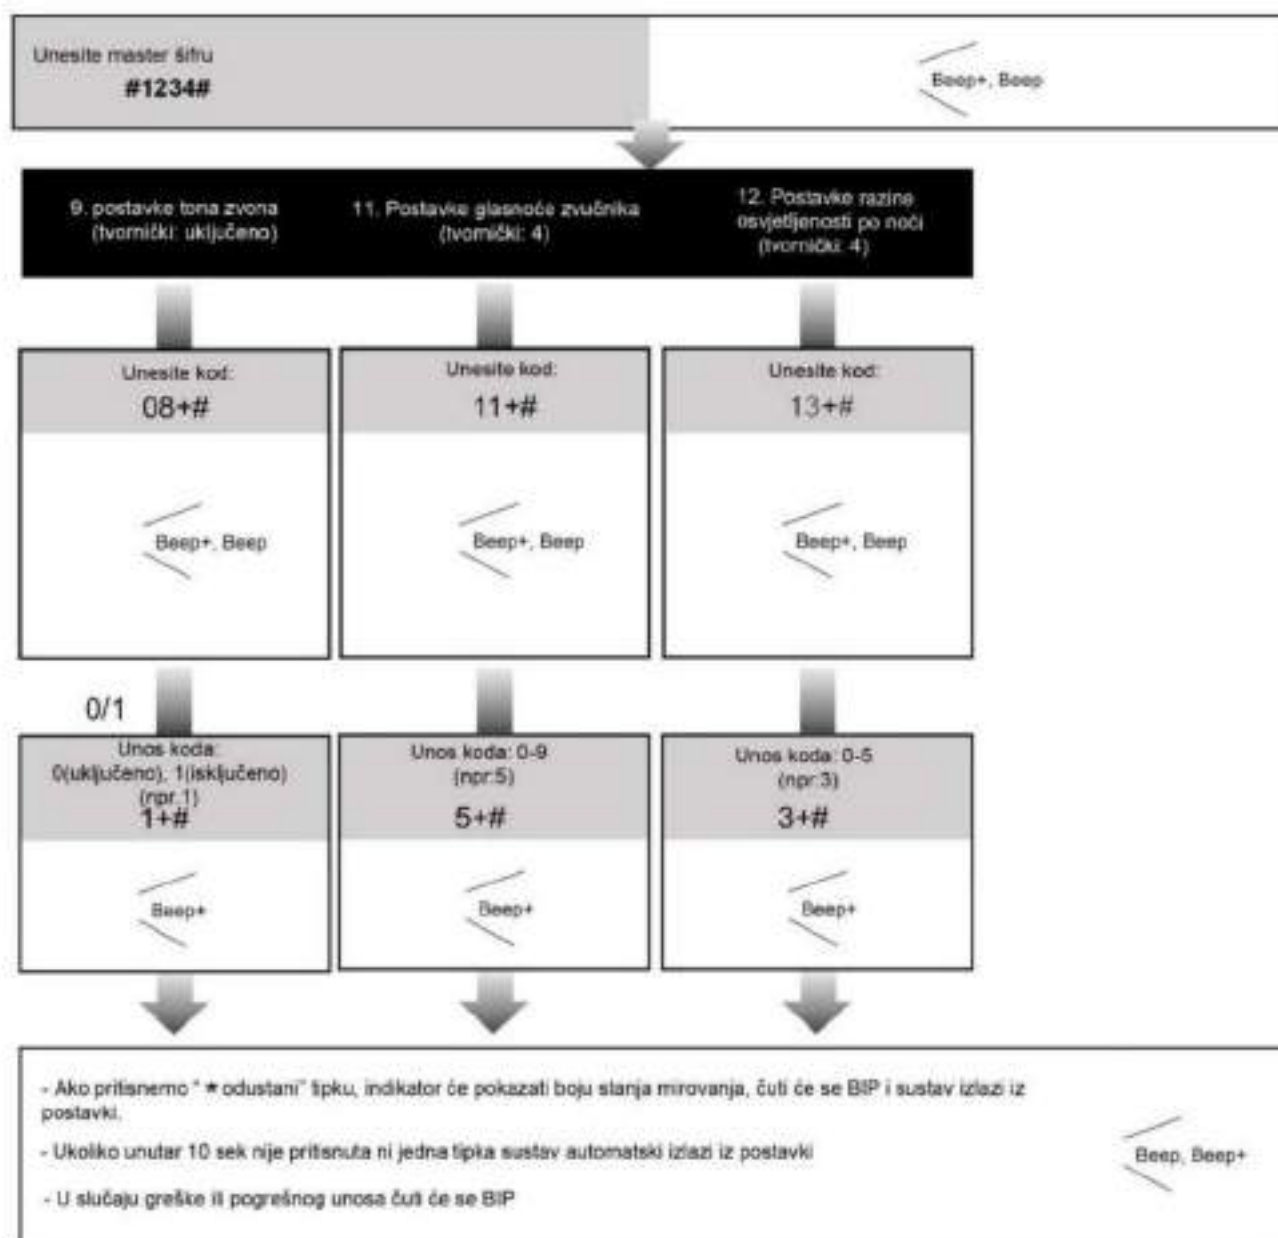 Unesite master šifru
#1234#
Beep+, Beep
9. postavke tona zvona
(tvornički: uključeno)
11. Postavke glasnoće zvučnika
(tvornički: 4)
12. Postavke razine
osvjetljenosti po noći
(tvornički: 4)
Unesite kod:
08+#
Unesite kod:
11+#
Unesite kod:
13+#
Beep+, Beep
Beep+, Beep
Beep+, Beep
0/1
Unos koda:
0(uključeno), 1(isključeno)
(npr.1)
1+#
Unos koda: 0-9
(npr:5)
5+#
Unos koda: 0-5
(npr:3)
3+#
Beep+
Beep+
Beep+
- Ako pritisnemo " * odustani" tipku, indikator će pokazati boju stanja mirovanja, čuti će se BIP i sustav izlazi iz
postavki.
- Ukoliko unutar 10 sek nije pritisnuta ni jedna tipka sustav automatski izlazi iz postavki
- U slučaju greške ili pogrešnog unosa čuti će se BIP
Beep, Beep+